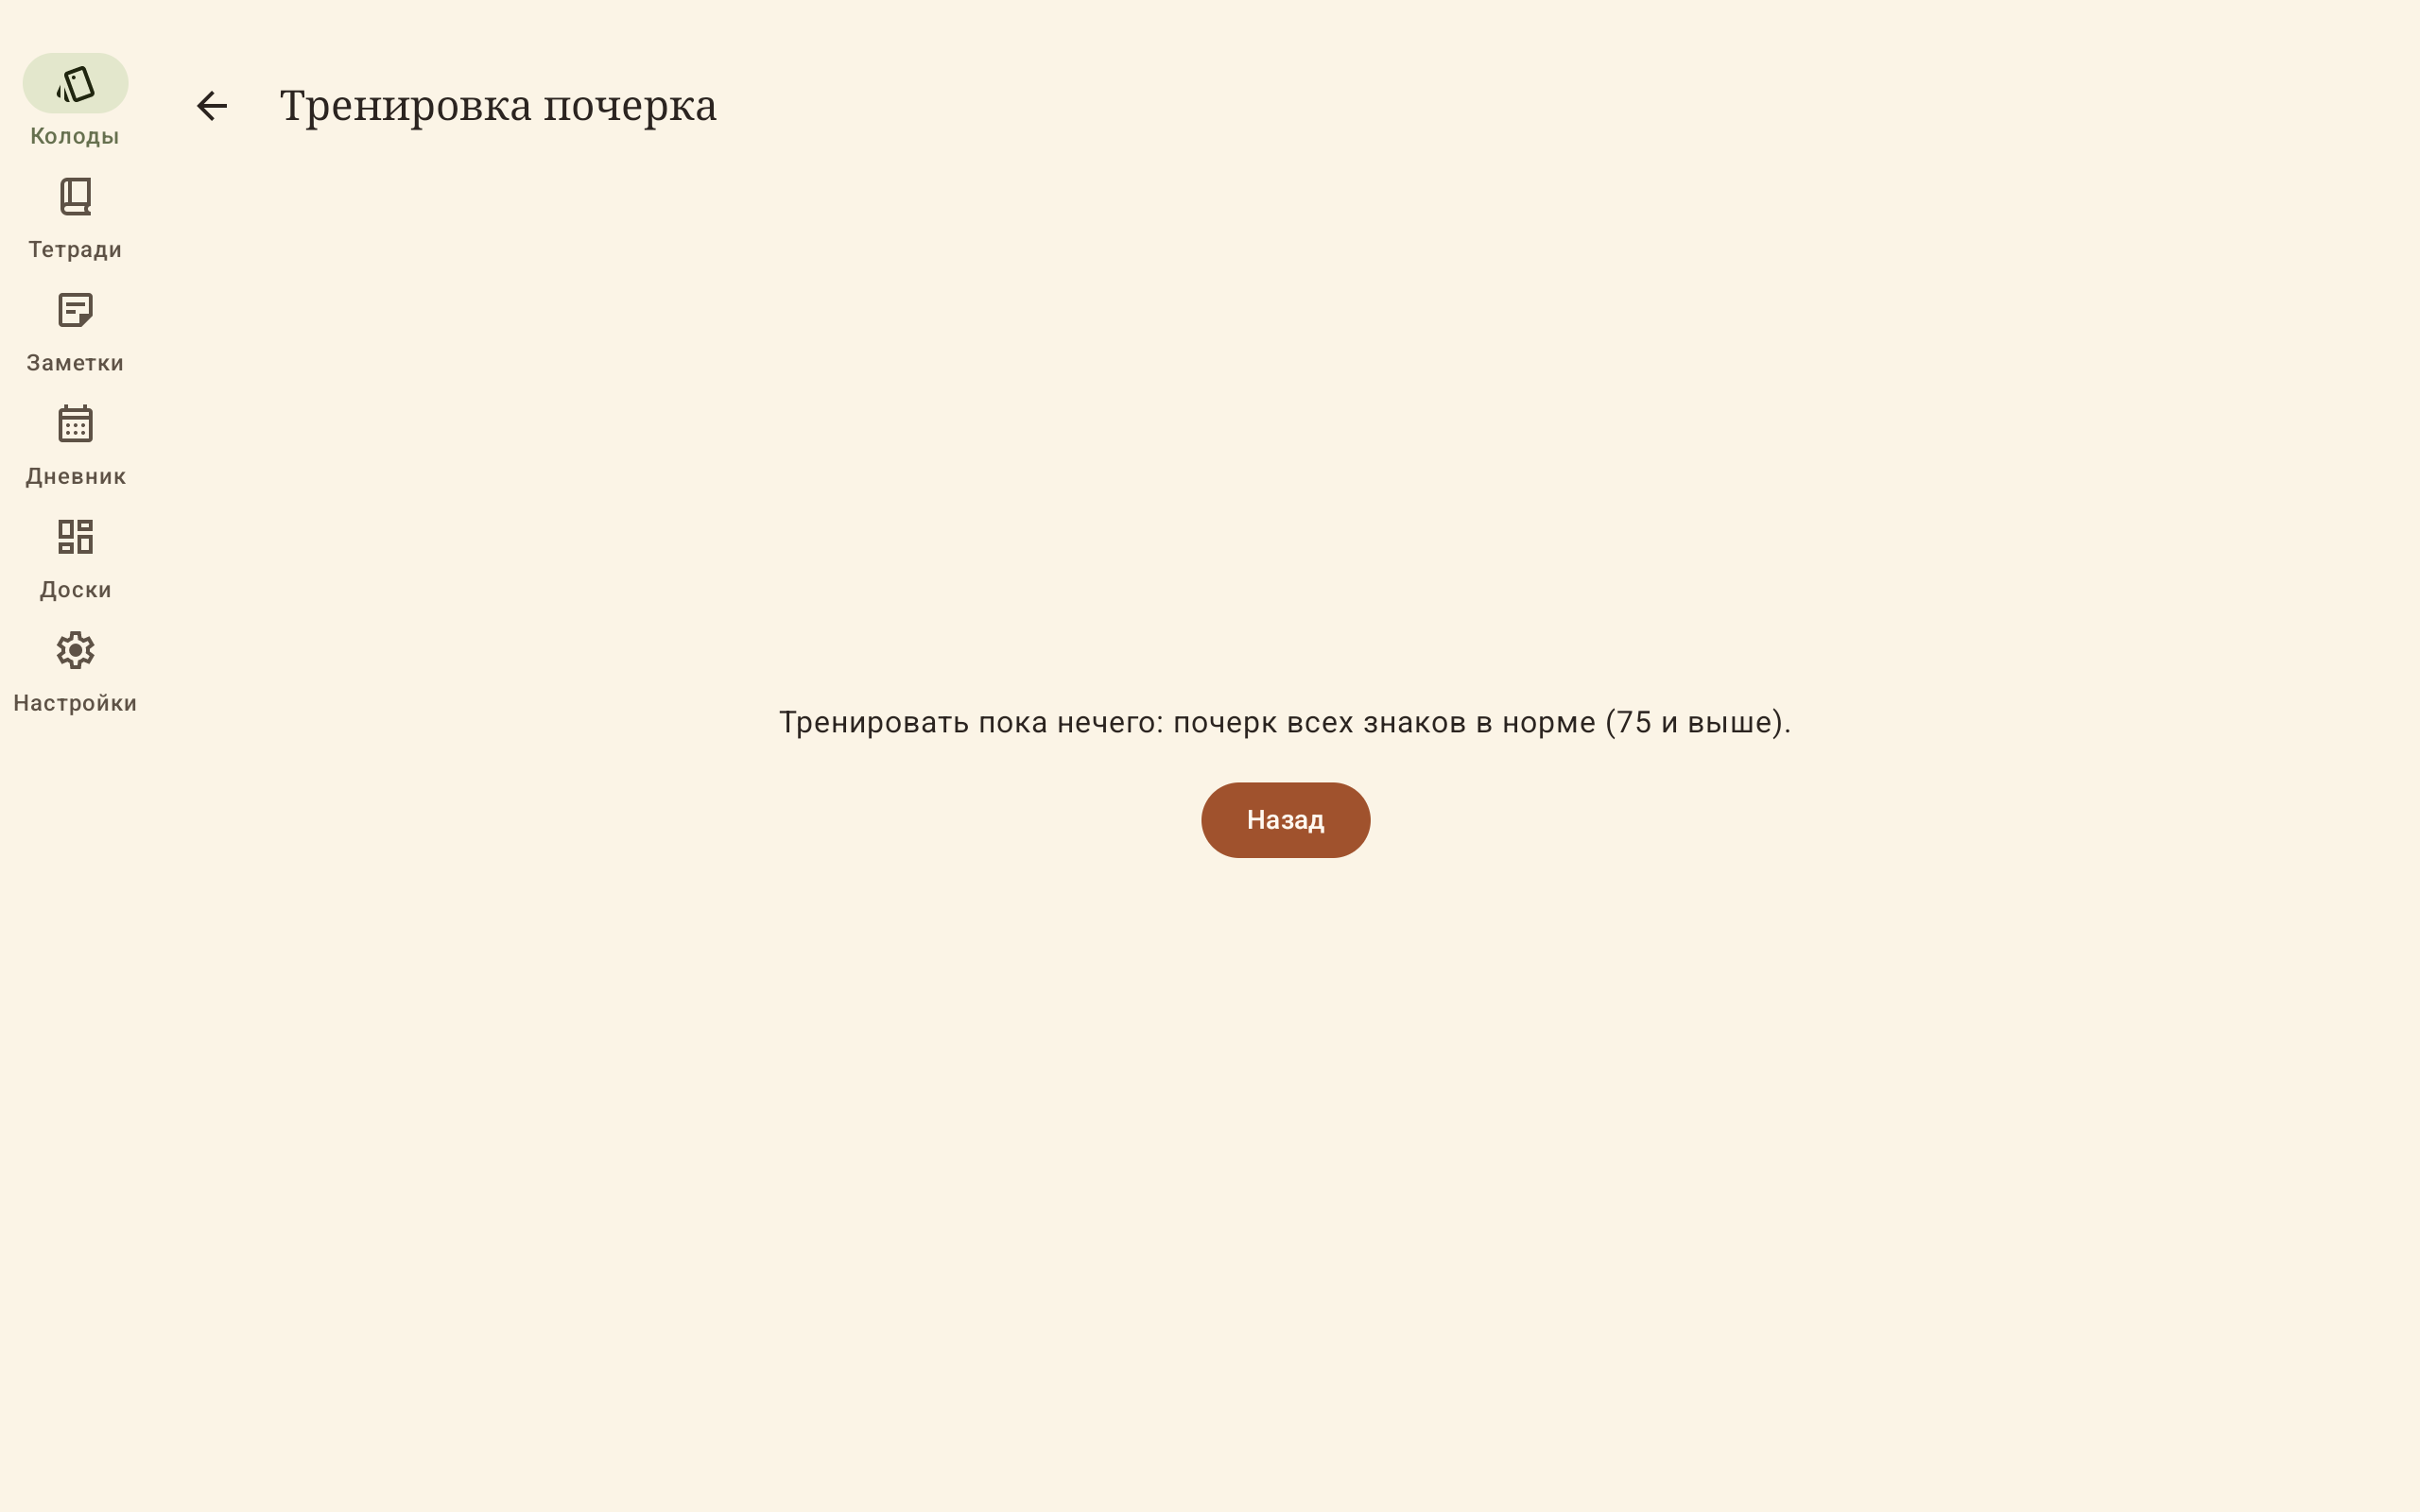 Колоды
Тетради
Заметки
Дневник
Доски
Настройки
Тренировка почерка
Тренировать пока нечего: почерк всех знаков в норме (75 и выше).
Назад